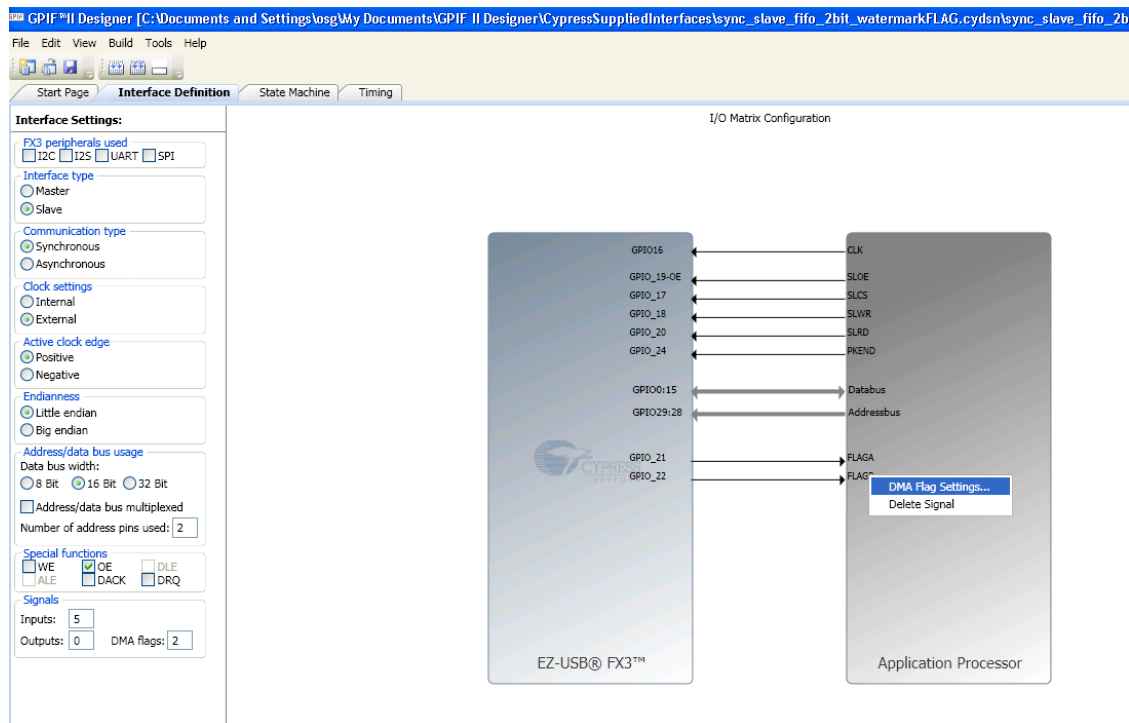 GPIF™II Designer [C:\Documents and Settings\osg\My Documents\GPIF II Designer\CypressSuppliedInterfaces\sync_slave_fifo_2bit_watermarkFLAG.cydsn\sync_slave_fifo_2b
File Edit View Build Tools Help
Start Page Interface Definition State Machine Timing
Interface Settings:
I/O Matrix Configuration
FX3 peripherals used
I2C I2S UART SPI
Interface type
Master
Slave
Communication type
Synchronous
Asynchronous
Clock settings
Internal
External
Active clock edge
Positive
Negative
Endianness
Little endian
Big endian
Address/data bus usage
Data bus width:
8 Bit 16 Bit 32 Bit
Address/data bus multiplexed
Number of address pins used: 2
Special functions
WE OE DLE
ALE DACK DRQ
Signals
Inputs: 5
Outputs: 0 DMA flags: 2
GPIO16 CLK
GPIO_19-OE SLOE
GPIO_17 SLCS
GPIO_18 SLWR
GPIO_20 SLRD
GPIO_24 PKEND
GPIO0:15 Databus
GPIO29:28 Addressbus
CYPRESS
PERFORM
GPIO_21 FLAGA
GPIO_22
DMA Flag Settings...
Delete Signal
EZ-USB® FX3™ Application Processor